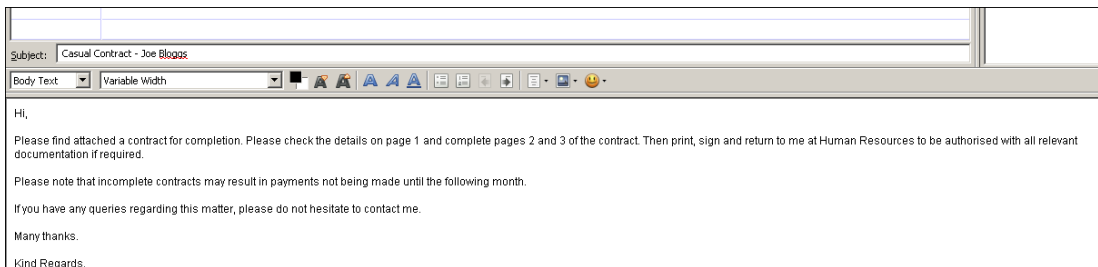 Subject: Casual Contract - Joe Bloggs
Body Text Variable Width
Hi,
Please find attached a contract for completion. Please check the details on page 1 and complete pages 2 and 3 of the contract. Then print, sign and return to me at Human Resources to be authorised with all relevant
documentation if required.
Please note that incomplete contracts may result in payments not being made until the following month.
If you have any queries regarding this matter, please do not hesitate to contact me.
Many thanks.
Kind Regards.